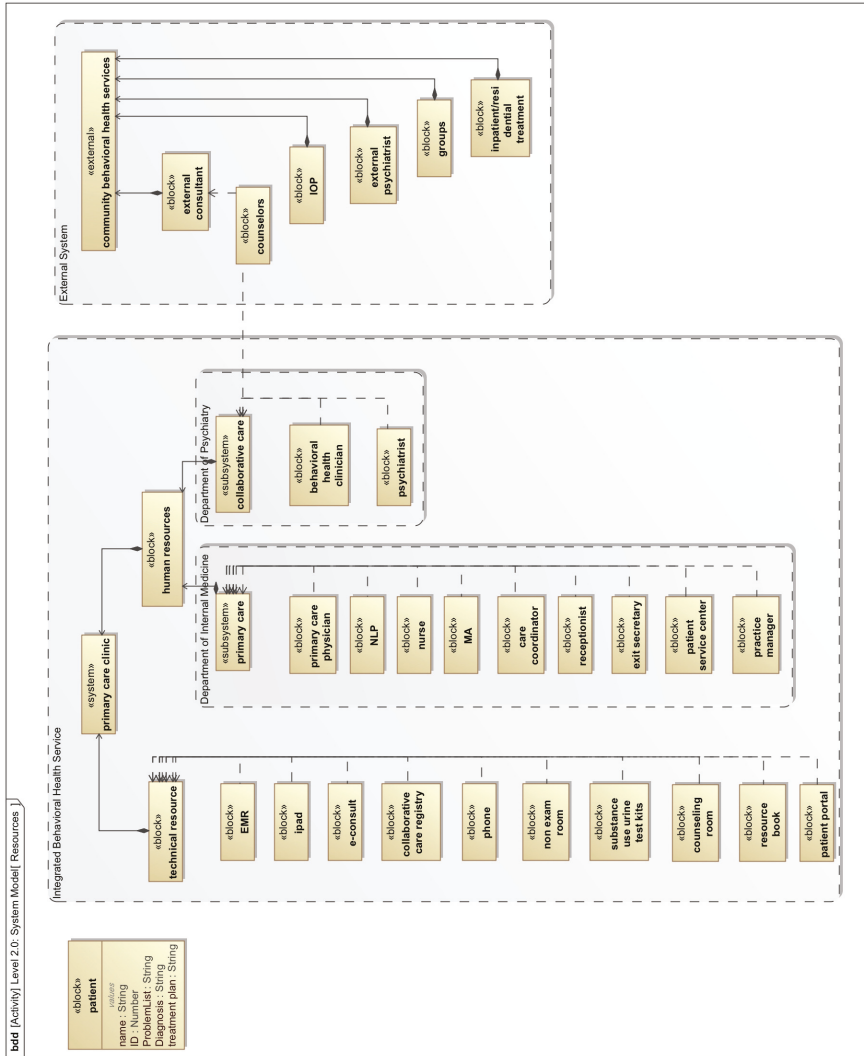 bdd [Activity] Level 2.0: System Model[ Resources ]
«block»
patient
values
name : String
ID : Number
ProblemList : String
Diagnosis : String
treatment plan : String
Integrated Behavioral Health Service
«system»
primary care clinic
«block»
human resources
«block»
technical resource
«block»
EMR
«block»
ipad
«block»
e-consult
«block»
collaborative
care registry
«block»
phone
«block»
non exam
room
«block»
substance
use urine
test kits
«block»
counseling
room
«block»
resource
book
«block»
patient portal
Department of Internal Medicine
«subsystem»
primary care
«block»
primary care
physician
«block»
NLP
«block»
nurse
«block»
MA
«block»
care
coordinator
«block»
receptionist
«block»
exit secretary
«block»
patient
service center
«block»
practice
manager
Department of Psychiatry
«subsystem»
collaborative care
«block»
behavioral
health
clinician
«block»
psychiatrist
External System
«external»
community behavioral health services
«block»
external
consultant
«block»
counselors
«block»
IOP
«block»
external
psychiatrist
«block»
groups
«block»
inpatient/resi
dential
treatment